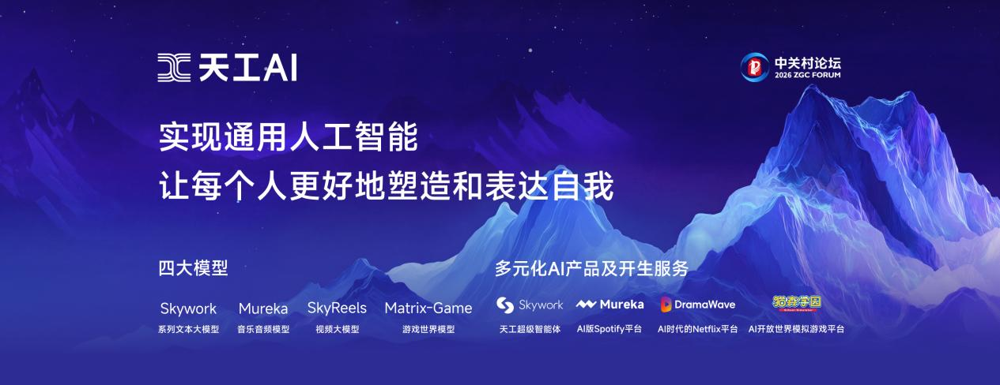 天工AI
中关村论坛
2026 ZGC FORUM
实现通用人工智能
让每个人更好地塑造和表达自我
四大模型
Skywork
系列文本大模型
Mureka
音乐音频模型
SkyReels
视频大模型
Matrix-Game
游戏世界模型
多元化AI产品及开生服务
Skywork
天工超级智能体
Mureka
AI版Spotify平台
DramaWave
AI时代的Netflix平台
猫森学园
School Simulator
AI开放世界模拟游戏平台